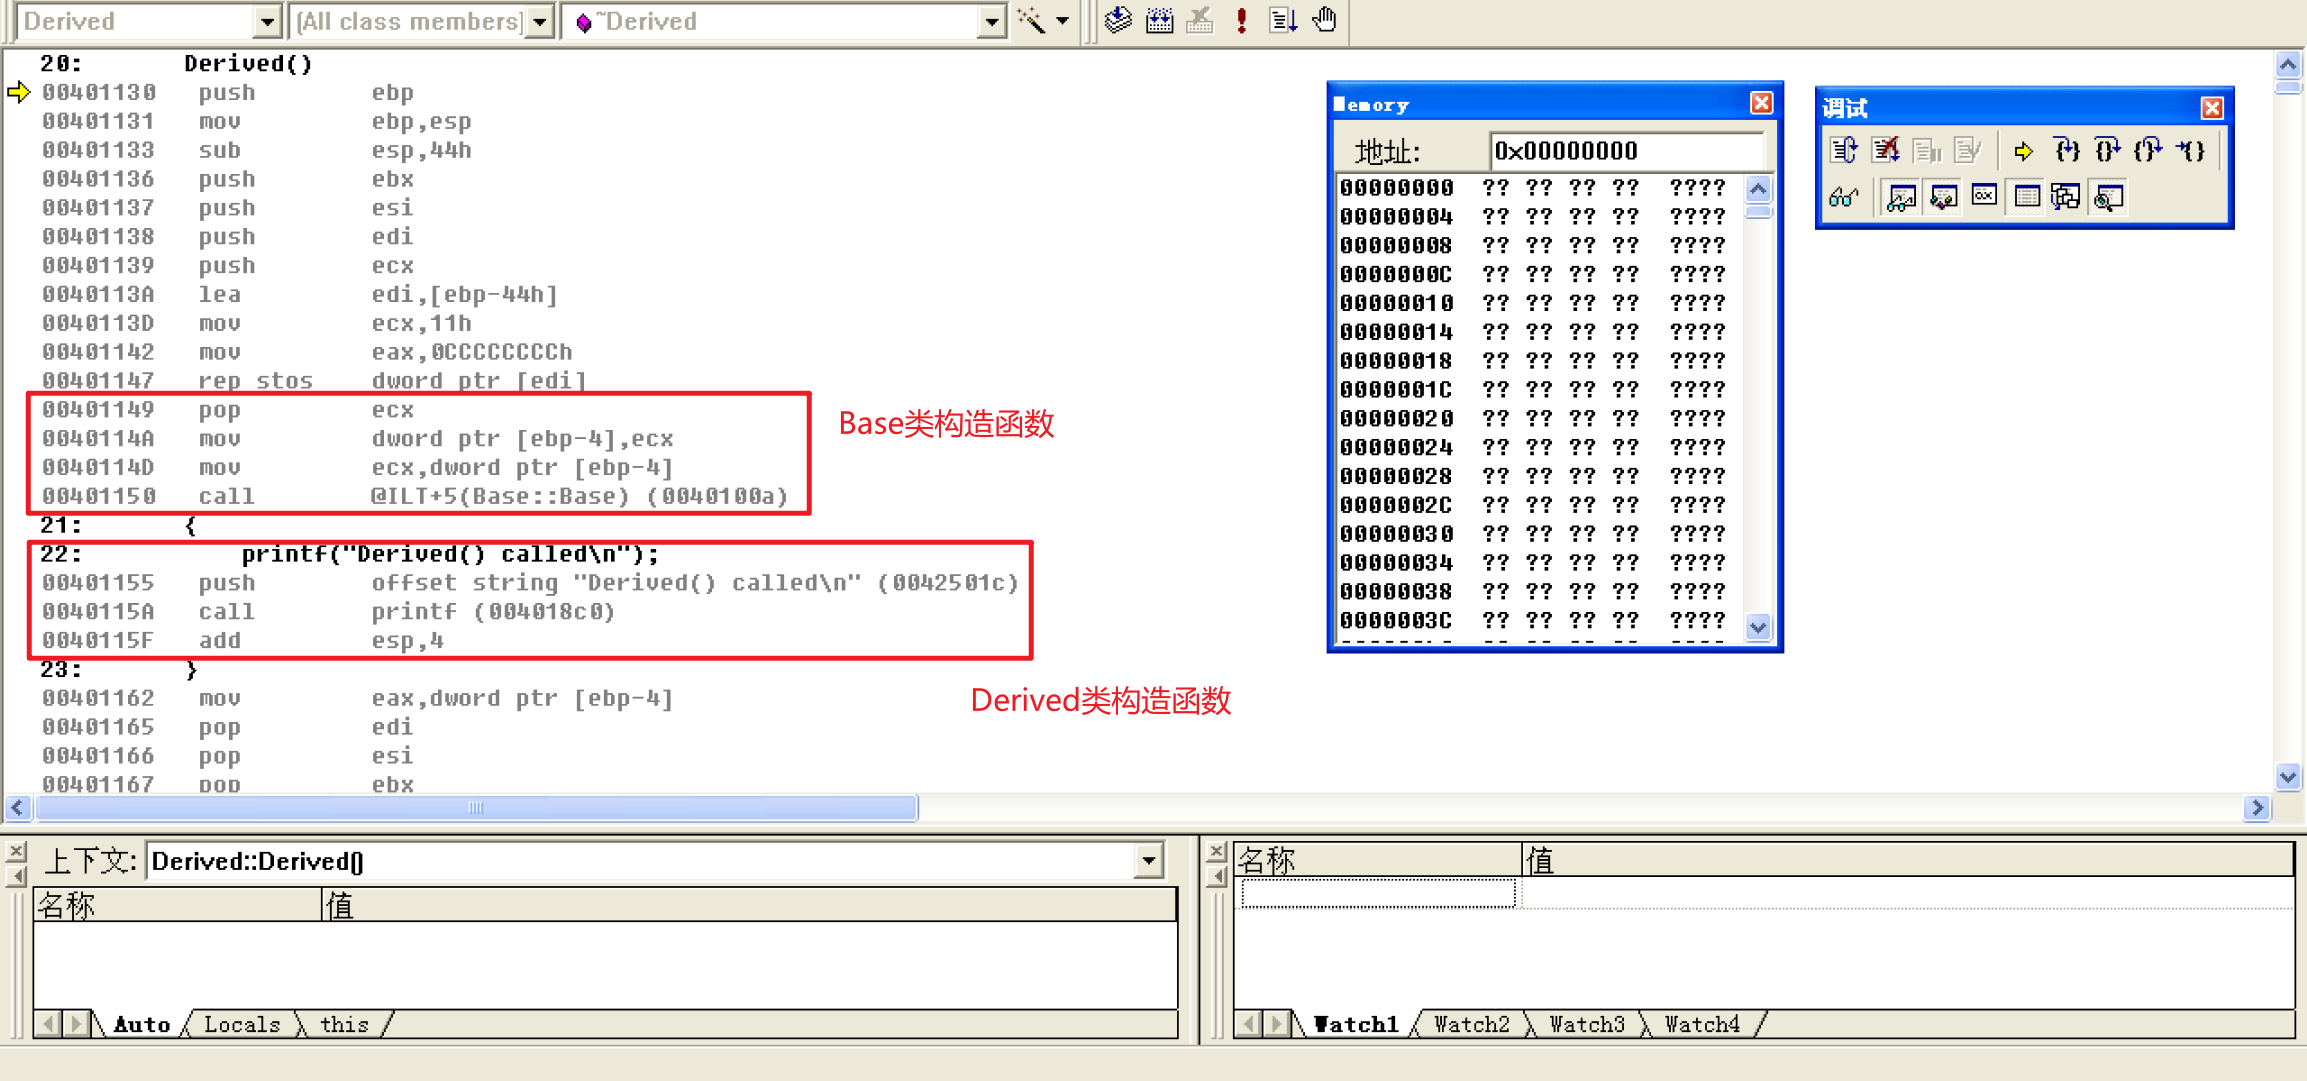 Derived
(All class members)
~Derived
20: Derived()
00401130 push ebp
00401131 mov ebp,esp
00401133 sub esp,44h
00401136 push ebx
00401137 push esi
00401138 push edi
00401139 push ecx
0040113A lea edi,[ebp-44h]
0040113D mov ecx,11h
00401142 mov eax,0CCCCCCCCh
00401147 rep stos dword ptr [edi]
00401149 pop ecx
0040114A mov dword ptr [ebp-4],ecx
0040114D mov ecx,dword ptr [ebp-4]
00401150 call @ILT+5(Base::Base) (0040100a)
Base类构造函数
21: {
22: printf("Derived() called\n");
00401155 push offset string "Derived() called\n" (0042501c)
0040115A call printf (004018c0)
0040115F add esp,4
23: }
Derived类构造函数
00401162 mov eax,dword ptr [ebp-4]
00401165 pop edi
00401166 pop esi
00401167 pop ebx
Memory
地址: 0x00000000
00000000 ?? ?? ?? ?? ????
00000004 ?? ?? ?? ?? ????
00000008 ?? ?? ?? ?? ????
0000000C ?? ?? ?? ?? ????
00000010 ?? ?? ?? ?? ????
00000014 ?? ?? ?? ?? ????
00000018 ?? ?? ?? ?? ????
0000001C ?? ?? ?? ?? ????
00000020 ?? ?? ?? ?? ????
00000024 ?? ?? ?? ?? ????
00000028 ?? ?? ?? ?? ????
0000002C ?? ?? ?? ?? ????
00000030 ?? ?? ?? ?? ????
00000034 ?? ?? ?? ?? ????
00000038 ?? ?? ?? ?? ????
0000003C ?? ?? ?? ?? ????
调试
上下文: Derived::Derived()
名称 值
Auto Locals this
名称 值
Watch1 Watch2 Watch3 Watch4